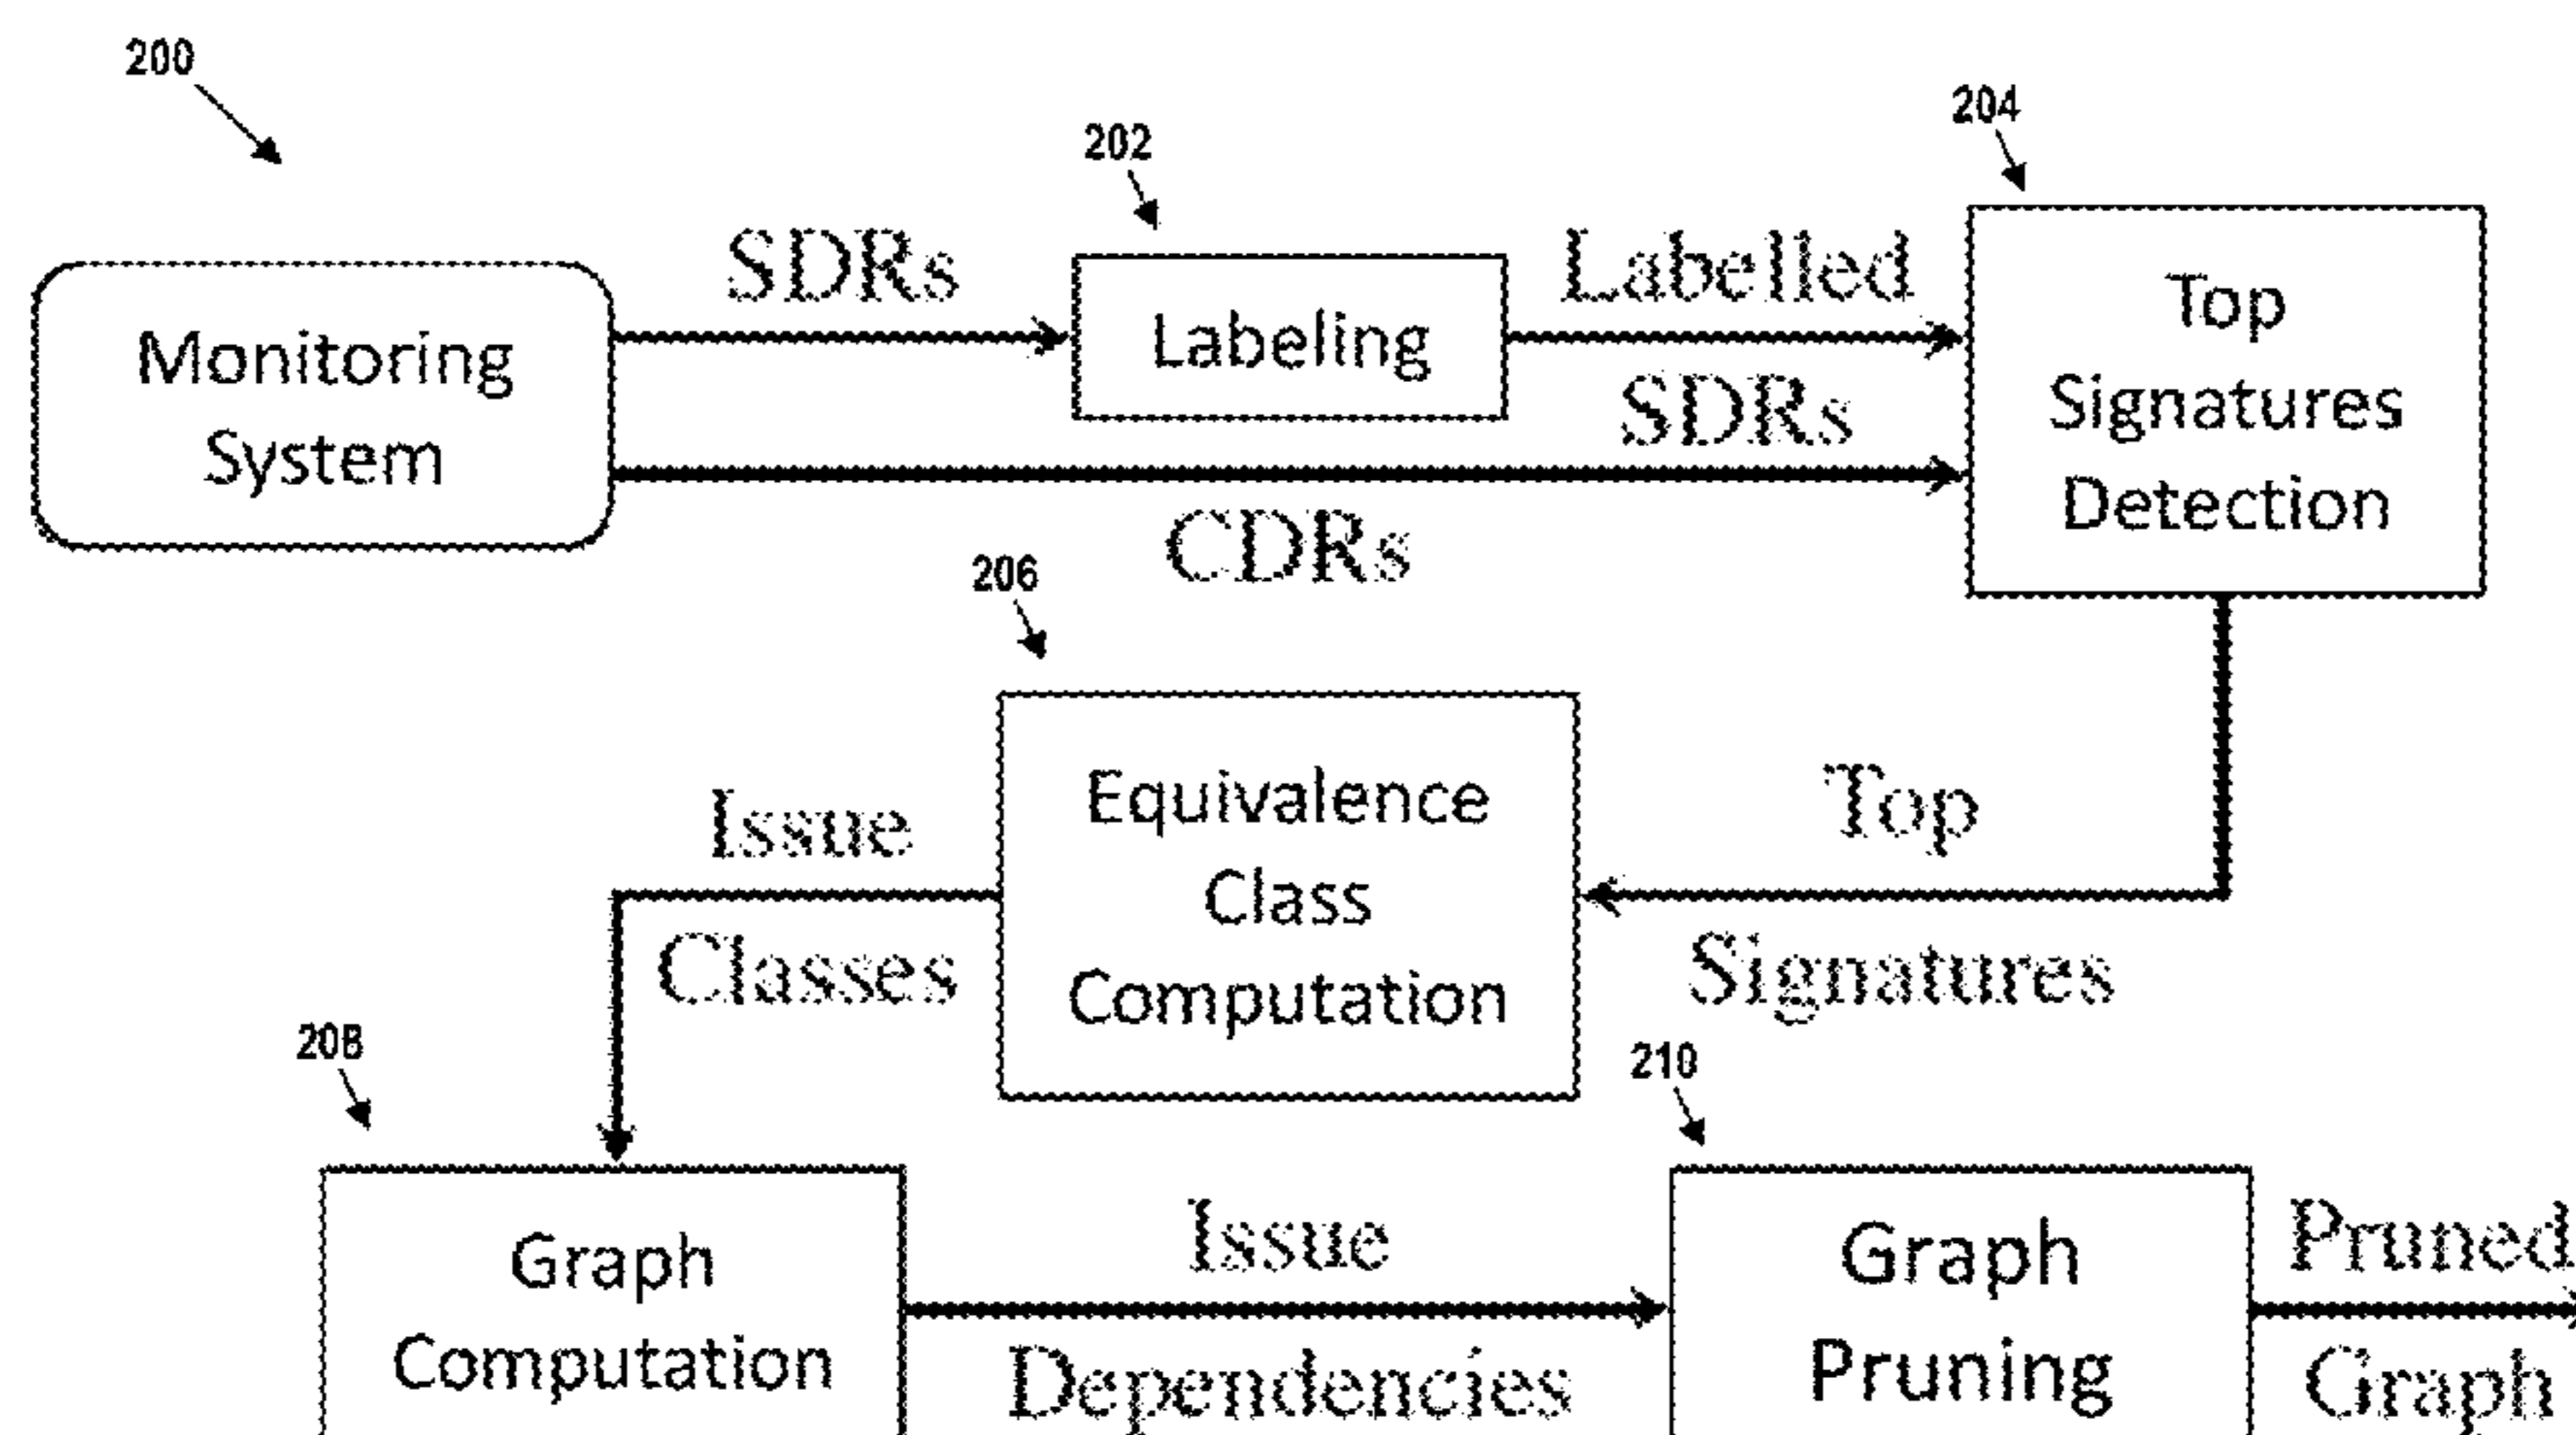 200
202
204
SDRs
Labelled
Monitoring
System
Labeling
Top
Signatures
Detection
SDRs
CDRs
206
Equivalence
Class
Computation
Top
Signatures
Issue
Classes
208
210
Graph
Computation
Issue
Dependencies
Graph
Pruning
Pruned
Graph